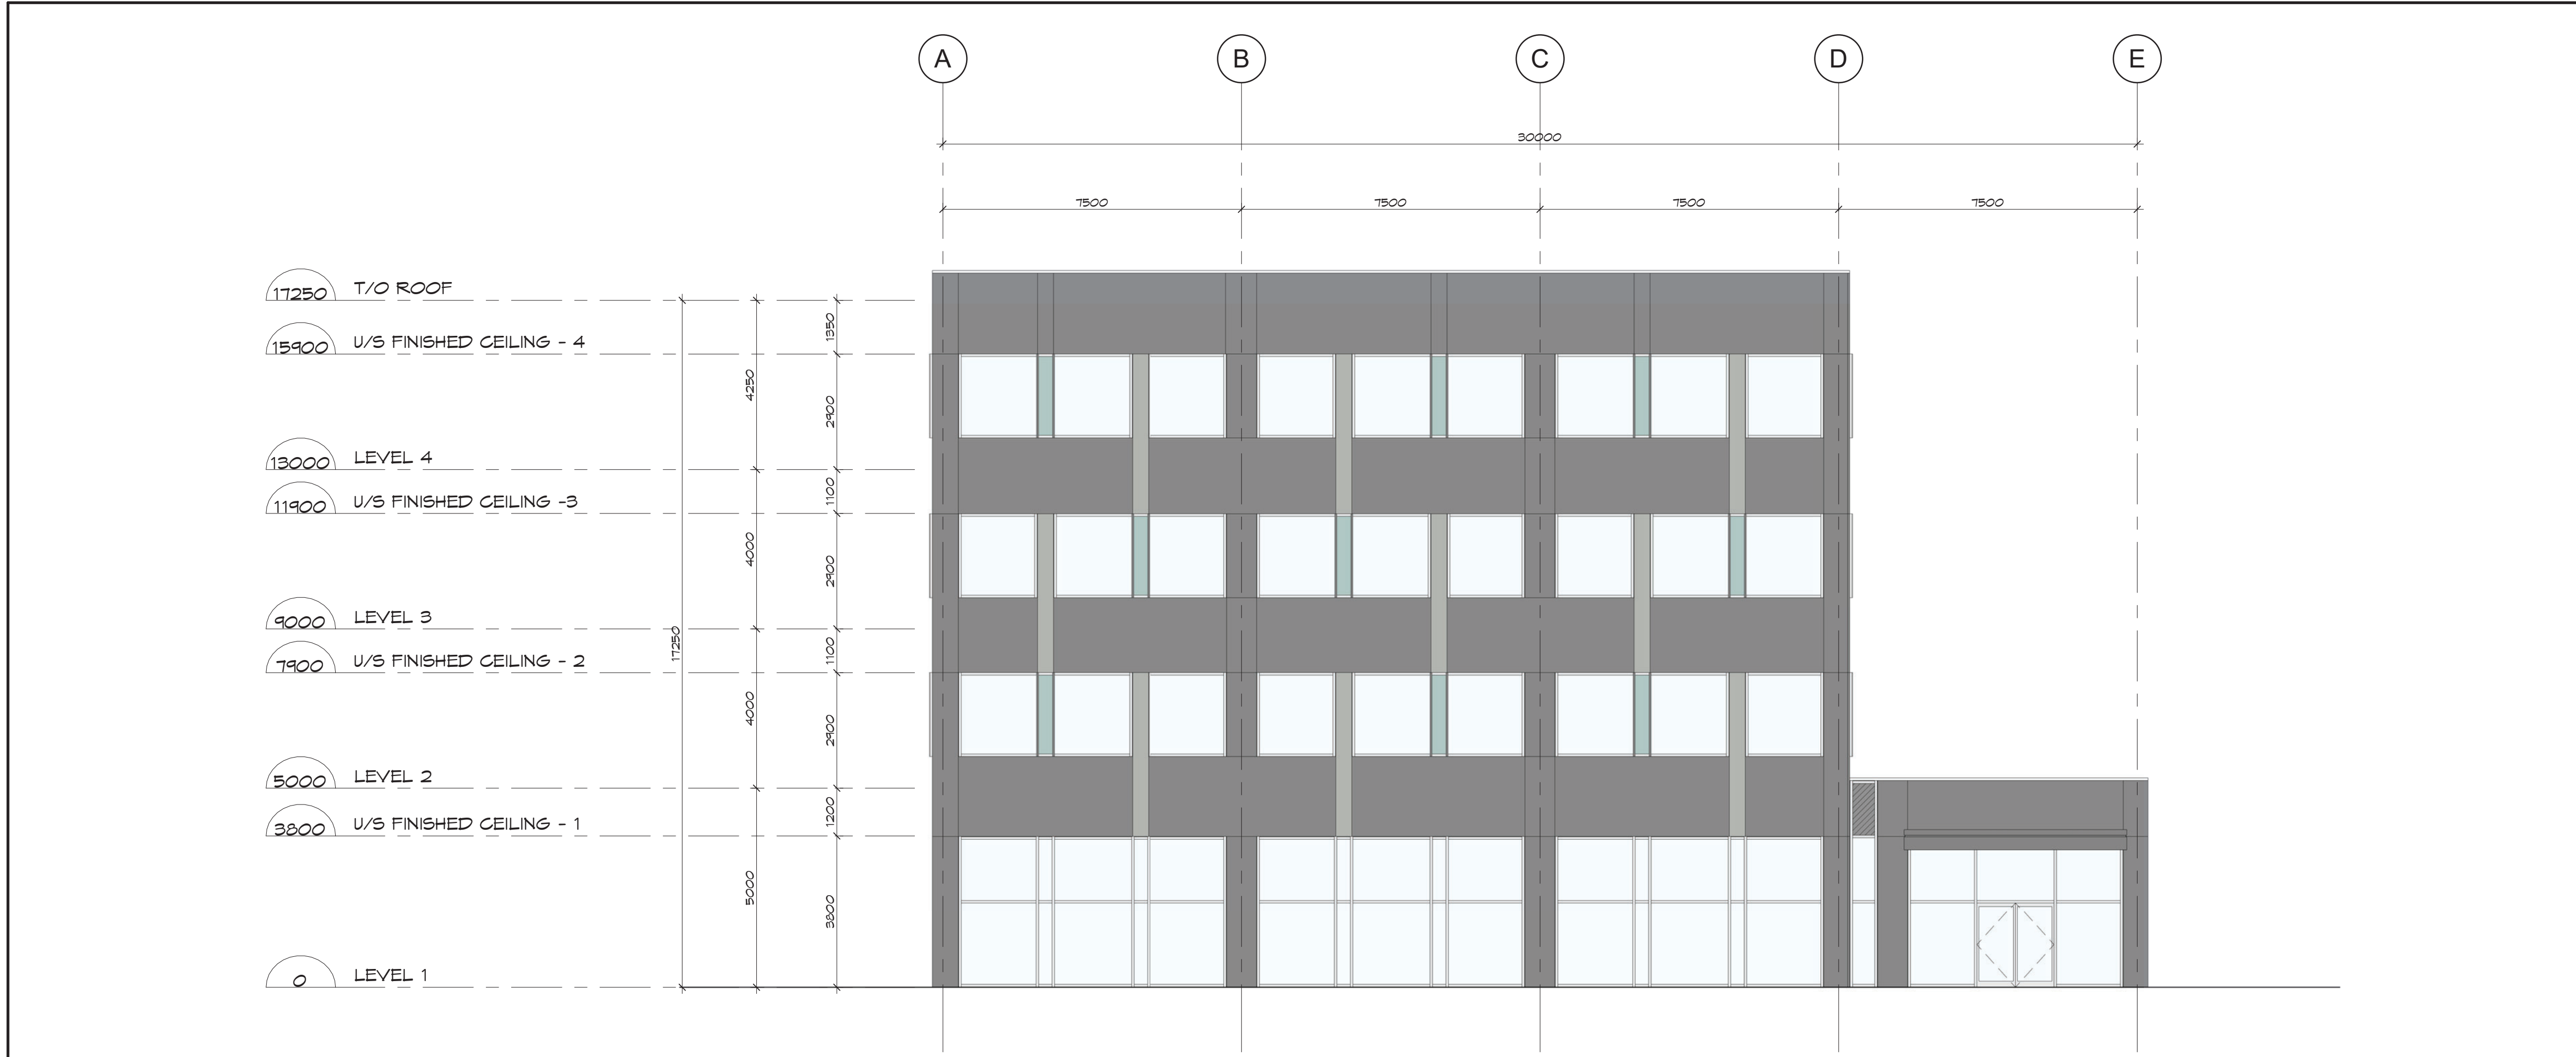 A B C D E
30000
7500 7500 7500 7500
17250 T/O ROOF
1350
15900 U/S FINISHED CEILING - 4
4250
2900
13000 LEVEL 4
1100
11900 U/S FINISHED CEILING -3
4000
2900
9000 LEVEL 3
17250
1100
7900 U/S FINISHED CEILING - 2
4000
2900
5000 LEVEL 2
1200
3800 U/S FINISHED CEILING - 1
5000
3800
0 LEVEL 1